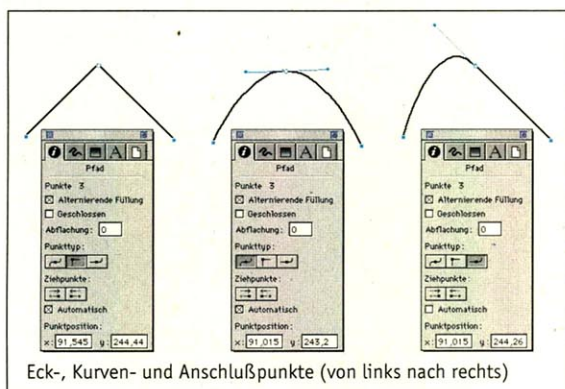 Pfad
Punkte 3
Alternierende Füllung
Geschlossen
Abflachung: 0
Punkttyp:
Ziehpunkte:
Automatisch
Punktposition:
x: 91,545 y: 244,44
Pfad
Punkte 3
Alternierende Füllung
Geschlossen
Abflachung: 0
Punkttyp:
Ziehpunkte:
Automatisch
Punktposition:
x: 91,015 y: 243,2
Pfad
Punkte 3
Alternierende Füllung
Geschlossen
Abflachung: 0
Punkttyp:
Ziehpunkte:
Automatisch
Punktposition:
x: 91,015 y: 244,26
Eck-, Kurven- und Anschlußpunkte (von links nach rechts)